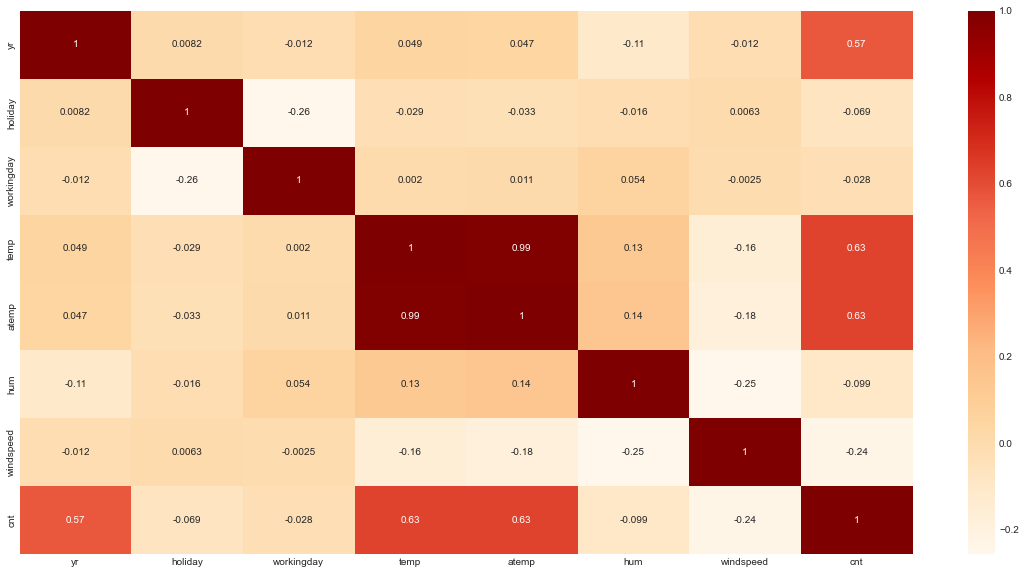 yr 1 0.0082 -0.012 0.049 0.047 -0.11 -0.012 0.57
holiday 0.0082 1 -0.26 -0.029 -0.033 -0.016 0.0063 -0.069
workingday -0.012 -0.26 1 0.002 0.011 0.054 -0.0025 -0.028
temp 0.049 -0.029 0.002 1 0.99 0.13 -0.16 0.63
atemp 0.047 -0.033 0.011 0.99 1 0.14 -0.18 0.63
hum -0.11 -0.016 0.054 0.13 0.14 1 -0.25 -0.099
windspeed -0.012 0.0063 -0.0025 -0.16 -0.18 -0.25 1 -0.24
cnt 0.57 -0.069 -0.028 0.63 0.63 -0.099 -0.24 1
yr holiday workingday temp atemp hum windspeed cnt
1.0
0.8
0.6
0.4
0.2
0.0
−0.2